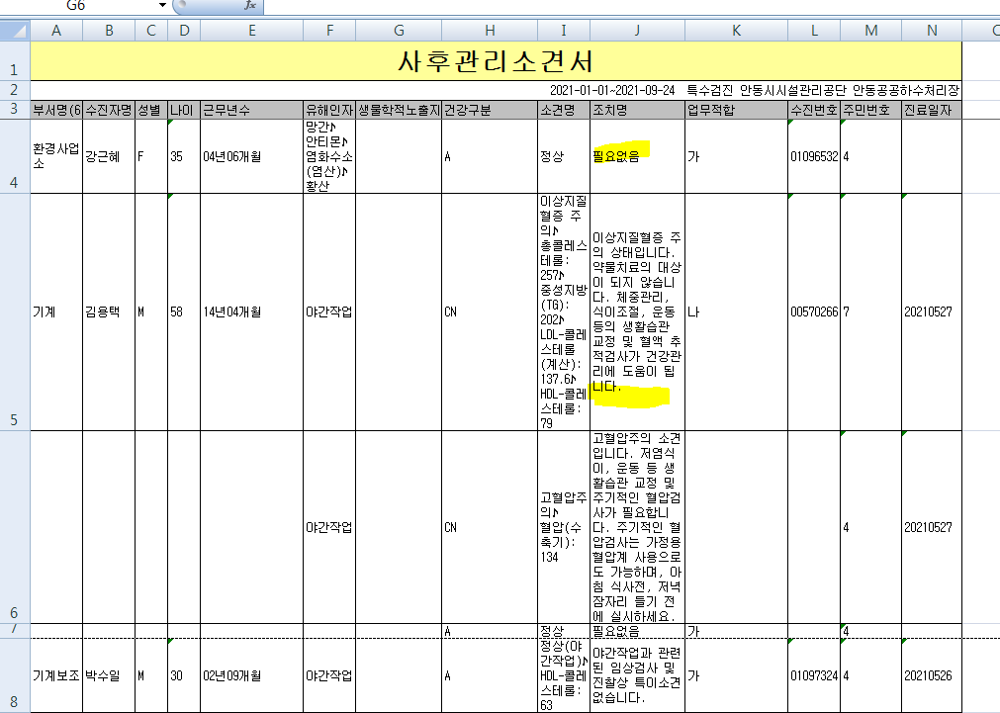 G6
fx
A B C D E F G H I J K L M N
1 사후관리소견서
2 2021-01-01~2021-09-24 특수검진 안동시시설관리공단 안동공공하수처리장
3 부서명(6 수진자명 성별 나이 근무년수 유해인자 생물학적노출지 건강구분 소견명 조치명 업무적합 수진번호 주민번호 진료일자
4
환경사업
소
강근혜
F
35
04년06개월
망간♪
안티몬♪
염화수소
(염산)♪
황산
A
정상
필요없음
가
01096532
4
5
기계
김용택
M
58
14년04개월
야간작업
CN
이상지질
혈증 주
의♪
총콜레스
테롤:
257♪
중성지방
(TG):
202♪
LDL-콜레
스테롤
(계산):
137.6♪
HDL-콜레
스테롤:
79
이상지질혈증 주
의 상태입니다.
약물치료의 대상
이 되지 않습니
다. 체중관리,
식이조절, 운동
등의 생활습관
교정 및 혈액 추
적검사가 건강관
리에 도움이 됩
니다.
나
00570266
7
20210527
6
야간작업
CN
고혈압주
의♪
혈압(수
축기):
134
고혈압주의 소견
입니다. 저염식
이, 운동 등 생
활습관 교정 및
주기적인 혈압검
사가 필요합니
다. 주기적인 혈
압검사는 가정용
혈압계 사용으로
도 가능하며, 아
침 식사전, 저녁
잠자리 들기 전
에 실시하세요.
4
20210527
7 A 정상 필요없음 가 4
8
기계보조
박수일
M
30
02년09개월
야간작업
A
정상(야
간작업)♪
HDL-콜레
스테롤:
63
야간작업과 관련
된 임상검사 및
진찰상 특이소견
없습니다.
가
01097324
4
20210526